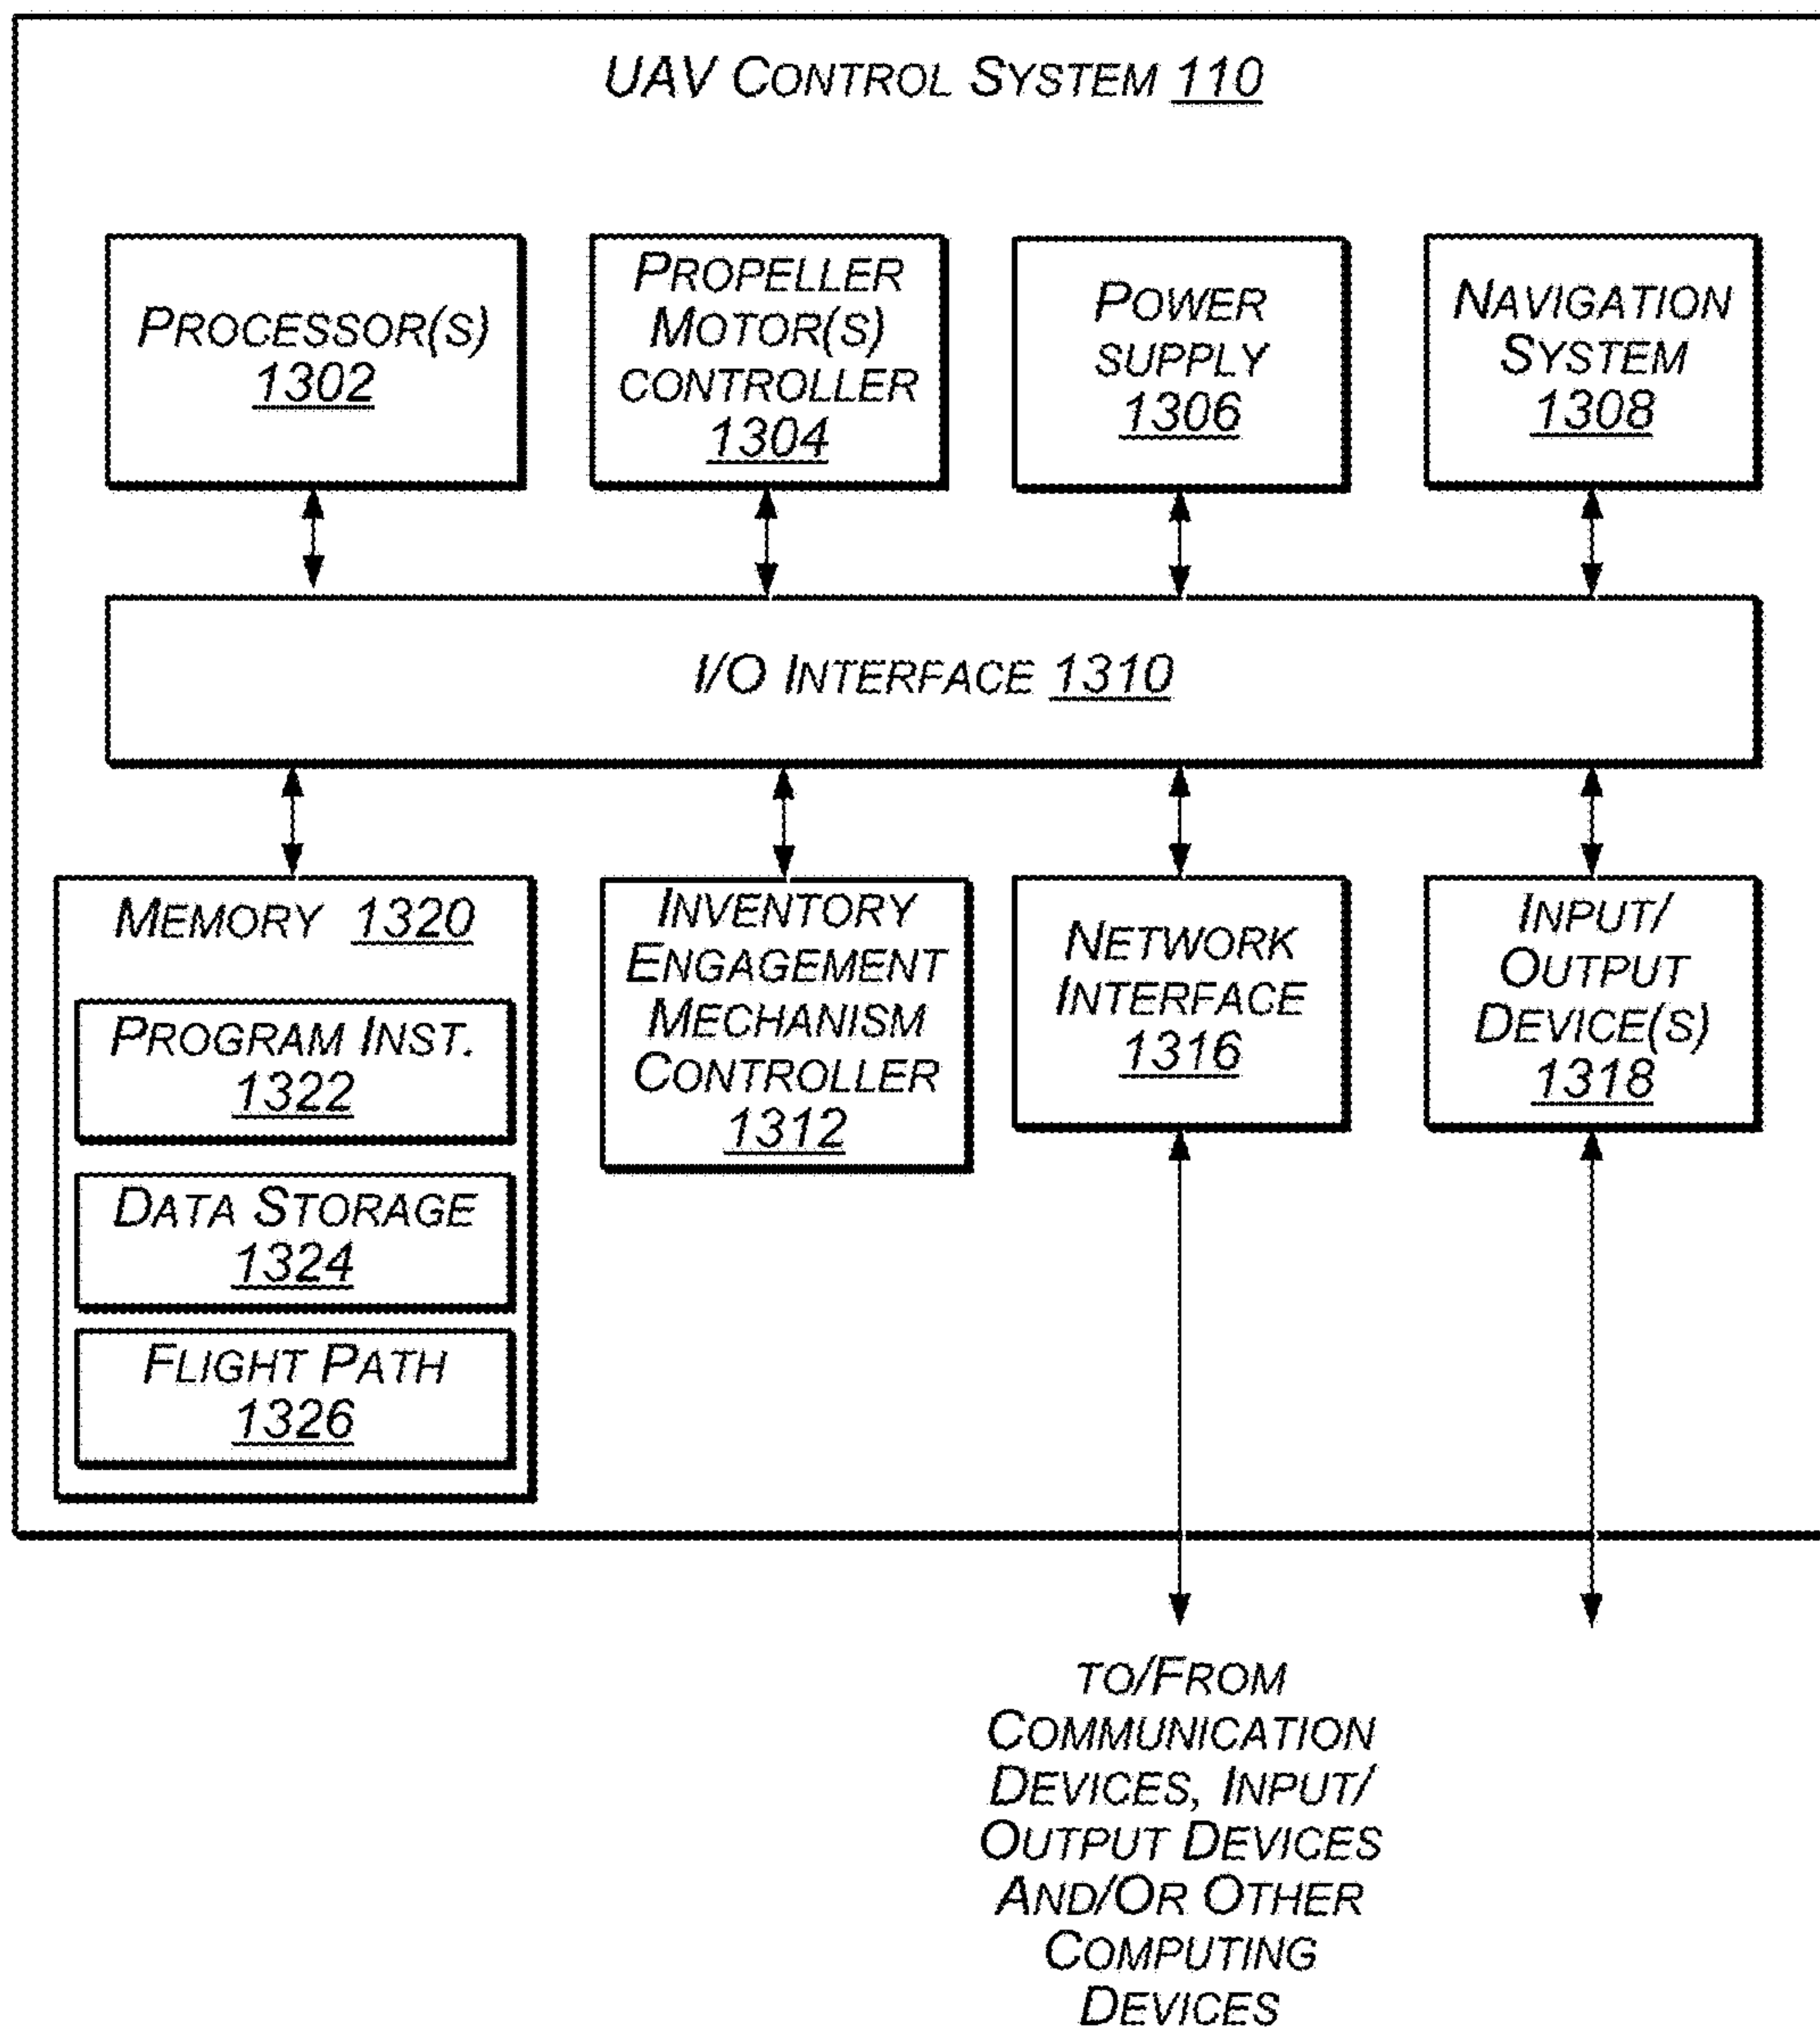 UAV CONTROL SYSTEM 110
PROCESSOR(S)
1302
PROPELLER
MOTOR(S)
CONTROLLER
1304
POWER
SUPPLY
1306
NAVIGATION
SYSTEM
1308
I/O INTERFACE 1310
MEMORY 1320
PROGRAM INST.
1322
DATA STORAGE
1324
FLIGHT PATH
1326
INVENTORY
ENGAGEMENT
MECHANISM
CONTROLLER
1312
NETWORK
INTERFACE
1316
INPUT/
OUTPUT
DEVICE(S)
1318
TO/FROM
COMMUNICATION
DEVICES, INPUT/
OUTPUT DEVICES
AND/OR OTHER
COMPUTING
DEVICES